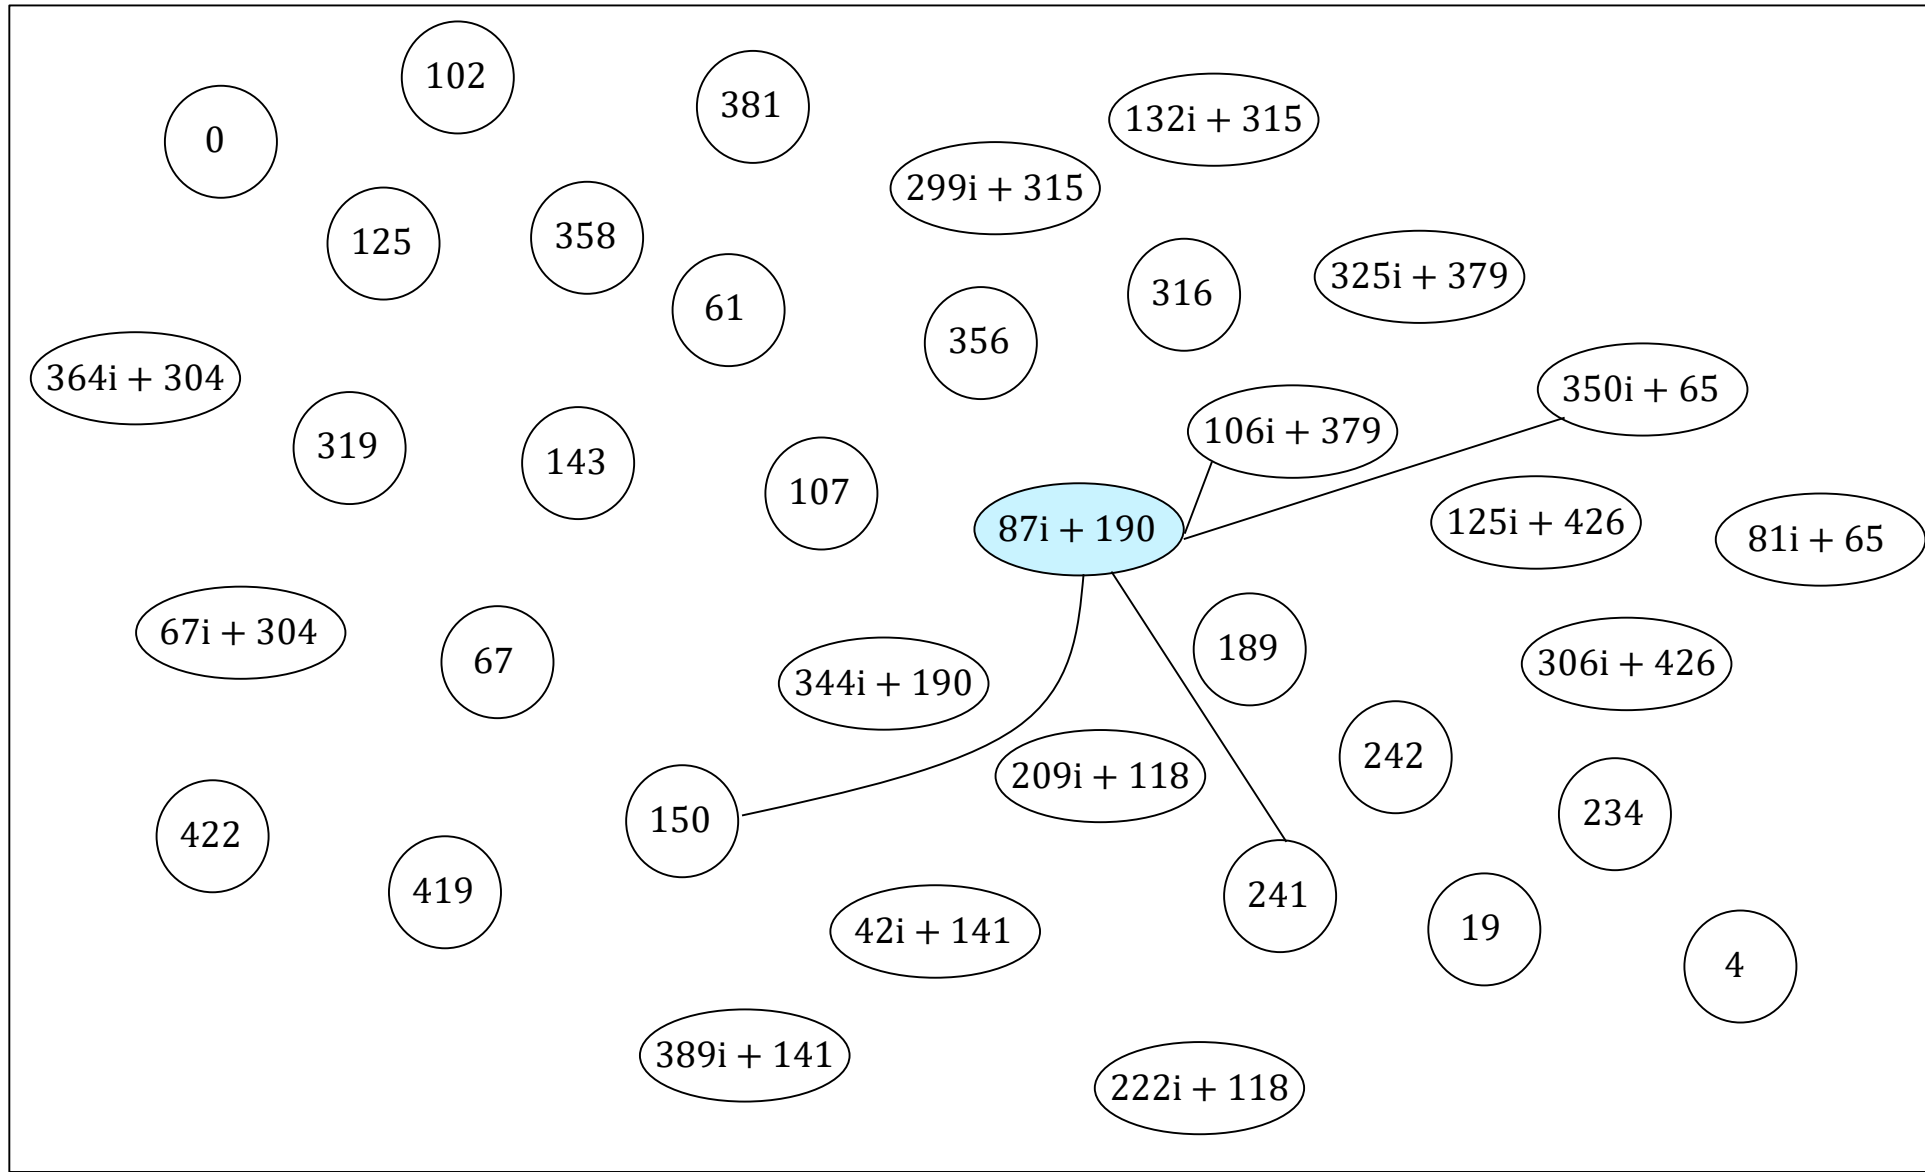 102
381
132i + 315
0
299i + 315
125
358
61
356
316
325i + 379
364i + 304
319
143
107
106i + 379
350i + 65
87i + 190
125i + 426
81i + 65
67i + 304
67
344i + 190
189
306i + 426
242
209i + 118
234
422
419
150
42i + 141
241
19
4
389i + 141
222i + 118